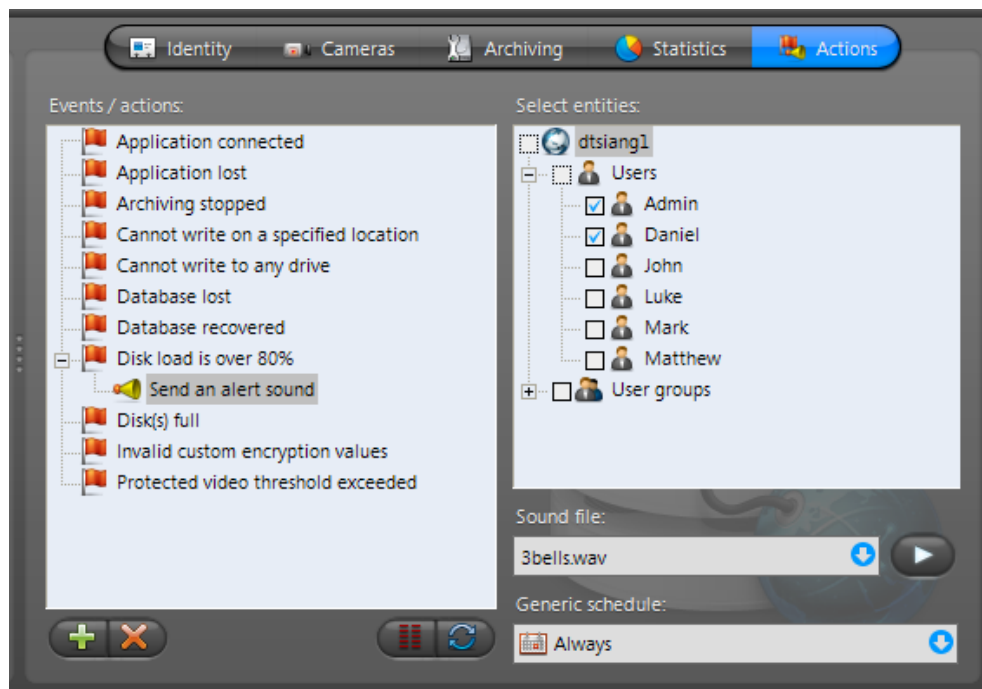 Identity
Cameras
Archiving
Statistics
Actions
Events / actions:
Application connected
Application lost
Archiving stopped
Cannot write on a specified location
Cannot write to any drive
Database lost
Database recovered
Disk load is over 80%
Send an alert sound
Disk(s) full
Invalid custom encryption values
Protected video threshold exceeded
Select entities:
dtsiang1
Users
Admin
Daniel
John
Luke
Mark
Matthew
User groups
Sound file:
3bells.wav
Generic schedule:
Always